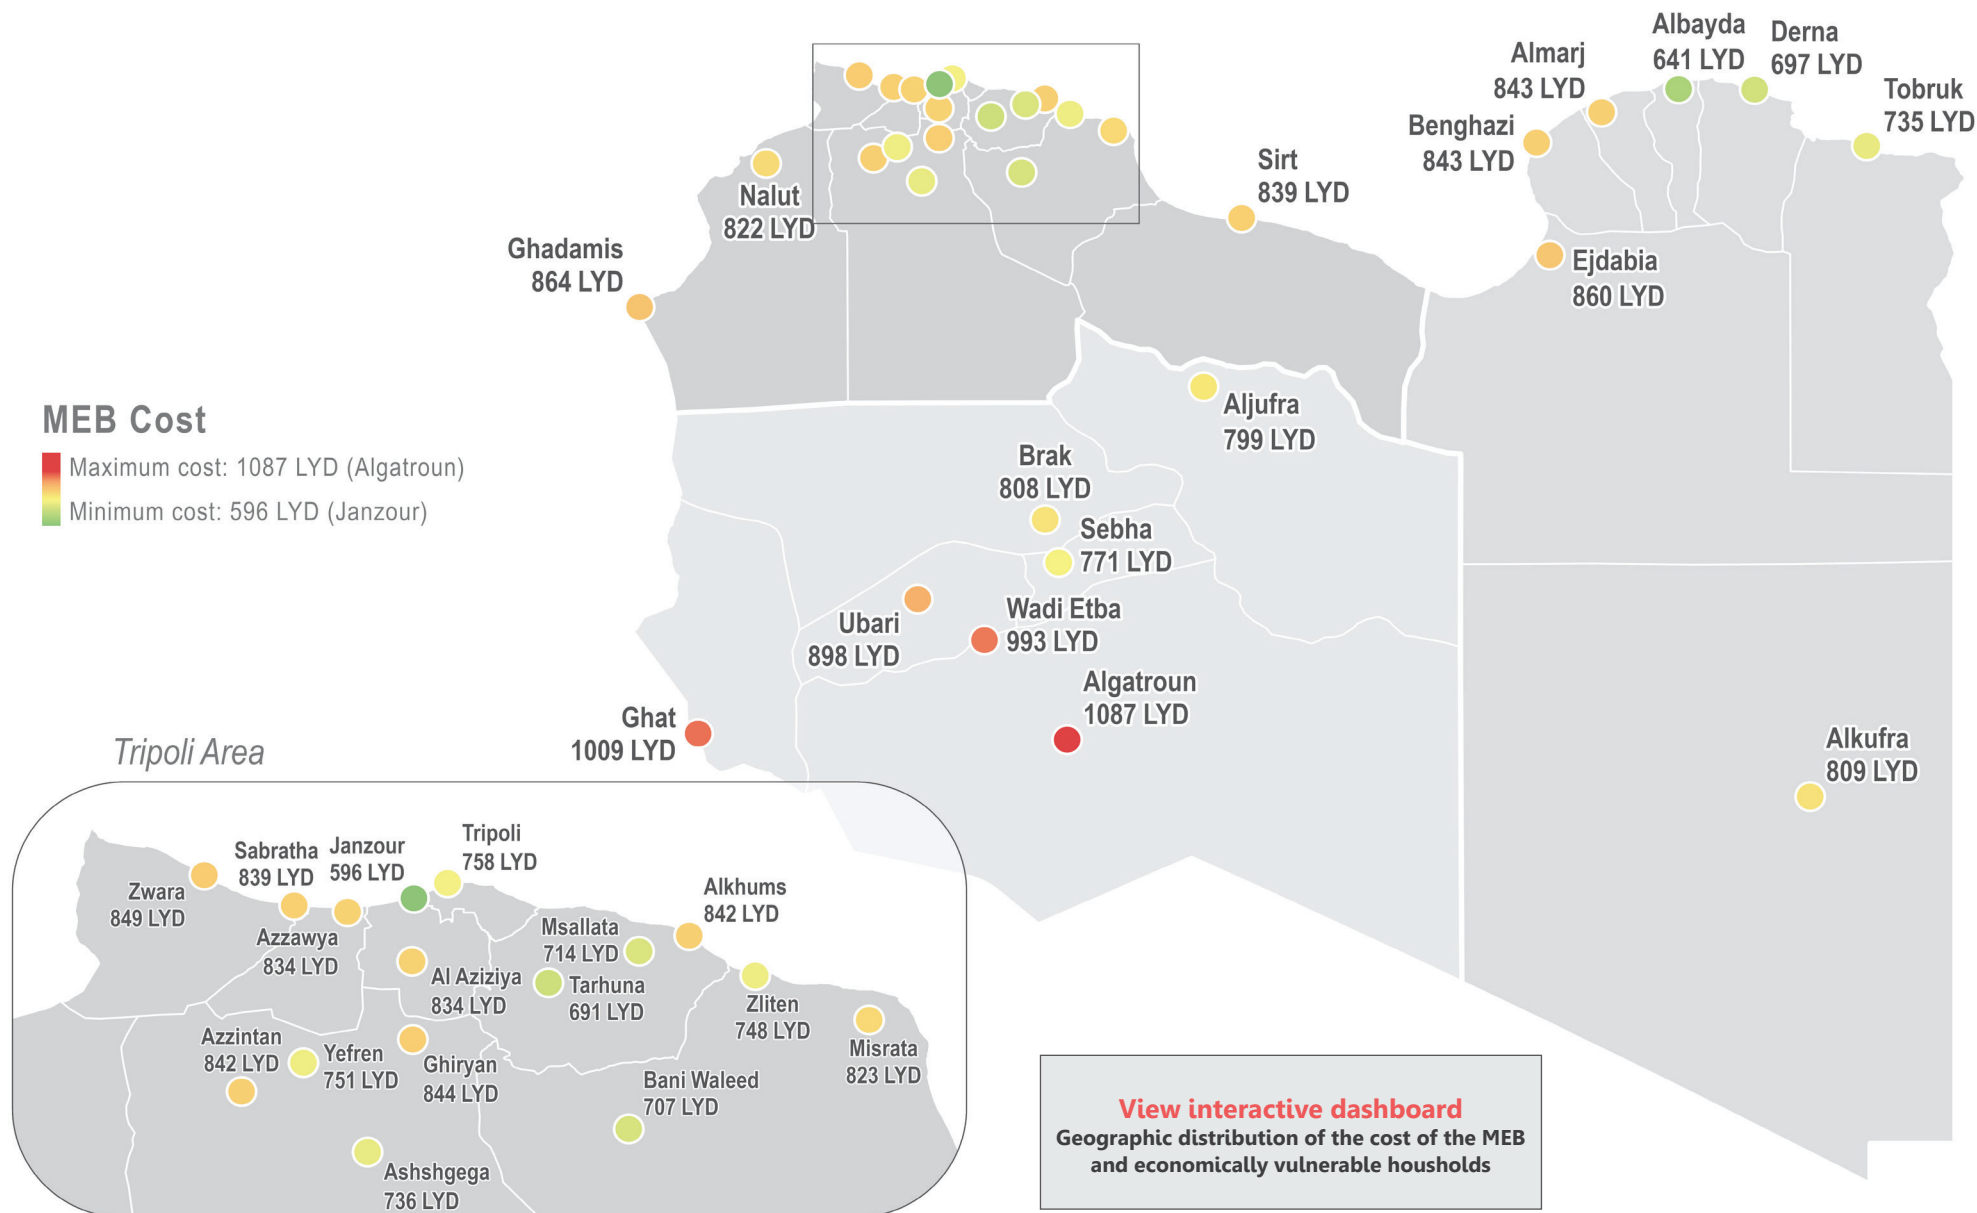 Albayda
641 LYD
Derna
697 LYD
Almarj
843 LYD
Tobruk
735 LYD
Benghazi
843 LYD
Sirt
839 LYD
Nalut
822 LYD
Ghadamis
864 LYD
Ejdabia
860 LYD
MEB Cost
Maximum cost: 1087 LYD (Algatroun)
Minimum cost: 596 LYD (Janzour)
Aljufra
799 LYD
Brak
808 LYD
Sebha
771 LYD
Wadi Etba
993 LYD
Ubari
898 LYD
Algatroun
1087 LYD
Ghat
1009 LYD
Alkufra
809 LYD
Tripoli Area
Tripoli
758 LYD
Janzour
596 LYD
Sabratha
839 LYD
Zwara
849 LYD
Alkhums
842 LYD
Msallata
714 LYD
Azzawya
834 LYD
Al Aziziya
834 LYD
Tarhuna
691 LYD
Zliten
748 LYD
Misrata
823 LYD
Azzintan
842 LYD
Yefren
751 LYD
Ghiryan
844 LYD
Bani Waleed
707 LYD
Ashshgega
736 LYD
View interactive dashboard
Geographic distribution of the cost of the MEB
and economically vulnerable housholds